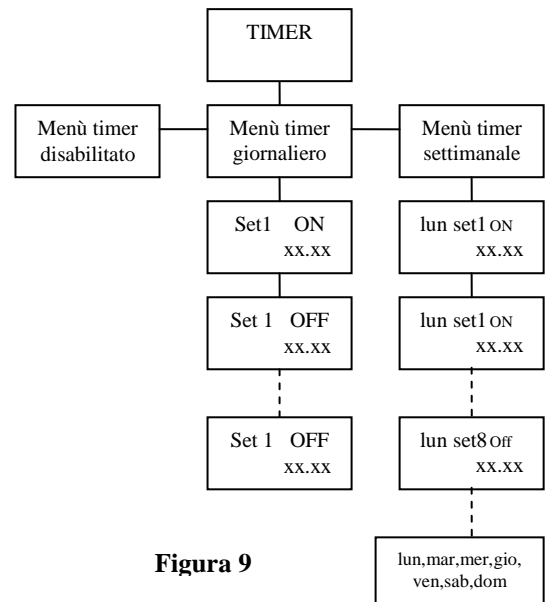 TIMER
Menù timer
disabilitato
Menù timer
giornaliero
Menù timer
settimanale
Set1 ON
xx.xx
lun set1 ON
xx.xx
Set 1 OFF
xx.xx
lun set1 ON
xx.xx
Set 1 OFF
xx.xx
lun set8 Off
xx.xx
Figura 9
lun,mar,mer,gio,
ven,sab,dom